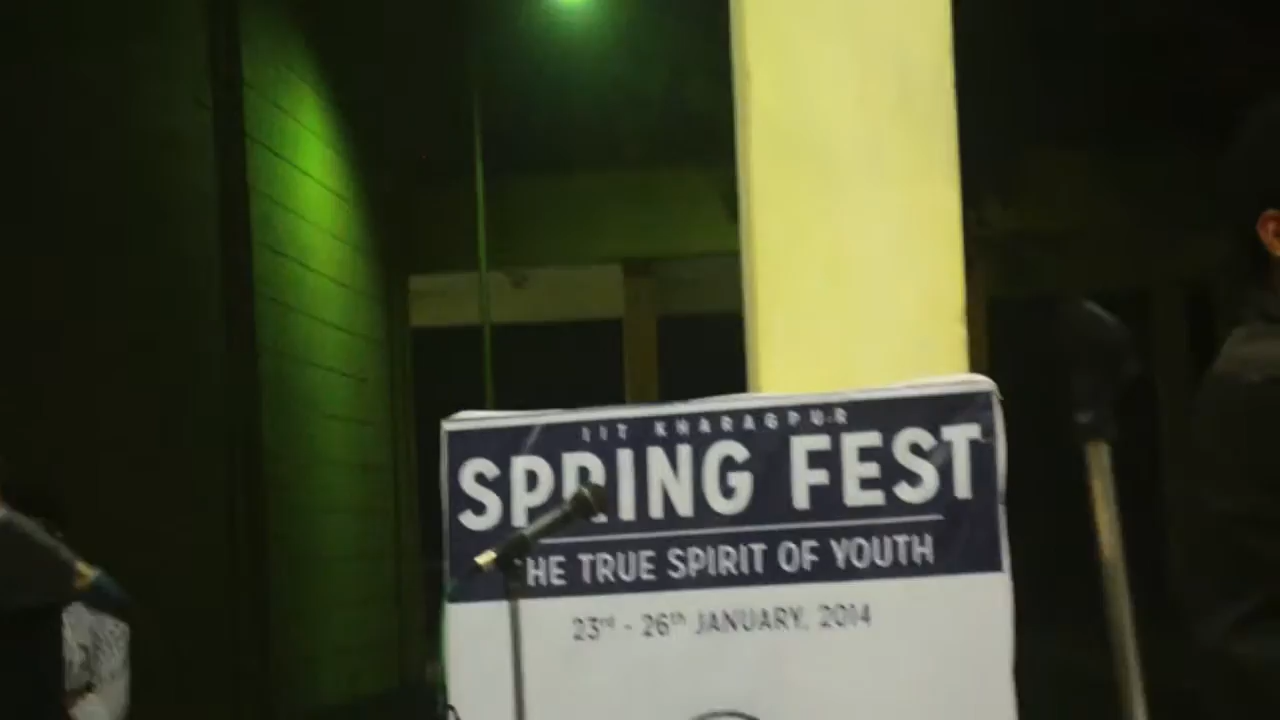 IIT KHARAGPUR
SPRING FEST
THE TRUE SPIRIT OF YOUTH
23rd - 26th JANUARY, 2014